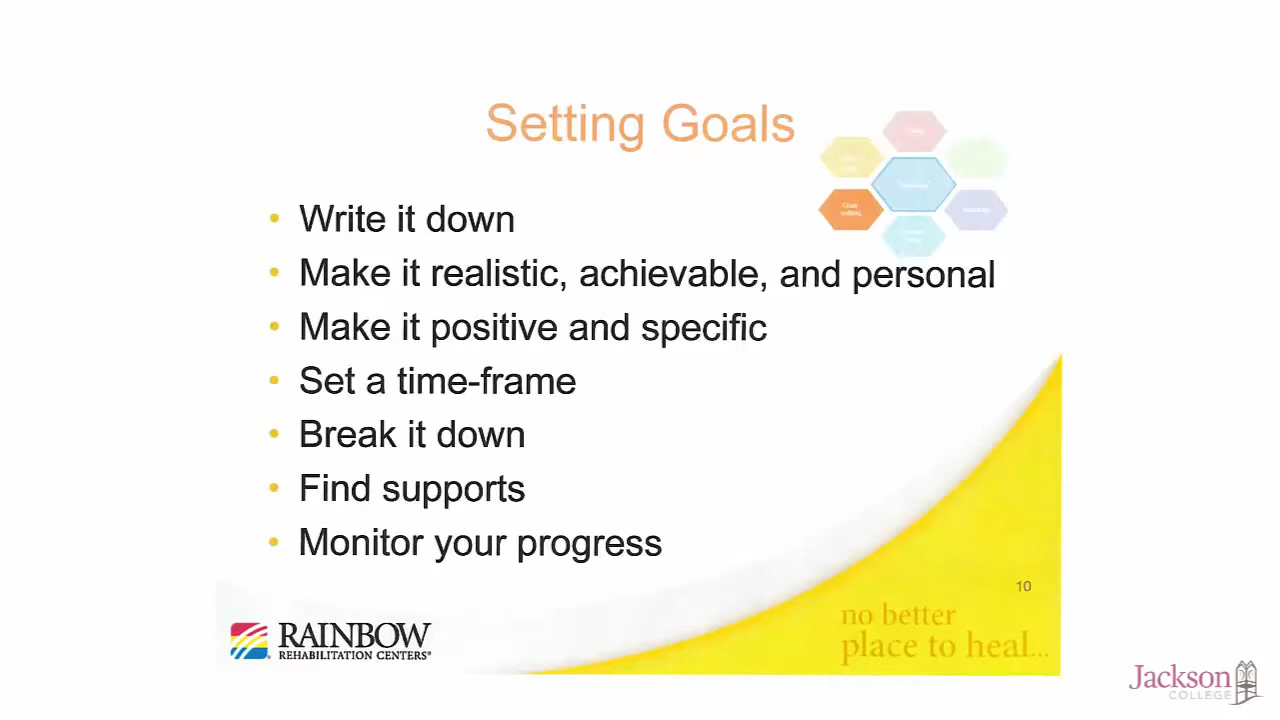 Setting Goals
Goal
setting
• Write it down
• Make it realistic, achievable, and personal
• Make it positive and specific
• Set a time-frame
• Break it down
• Find supports
• Monitor your progress
10
RAINBOW
REHABILITATION CENTERS®
no better
place to heal...
Jackson
COLLEGE